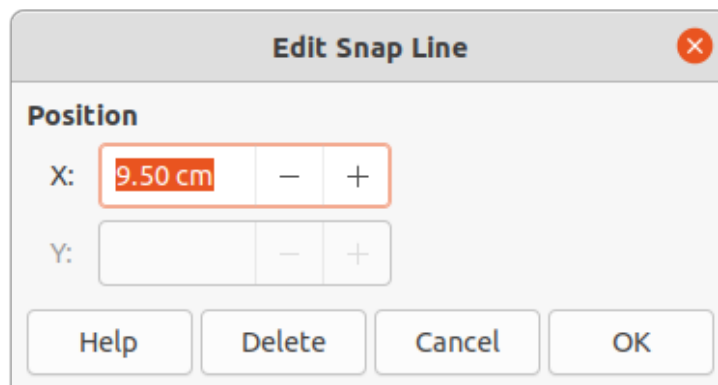 Edit Snap Line
Position
X: 9.50 cm − +
Y: − +
Help Delete Cancel OK